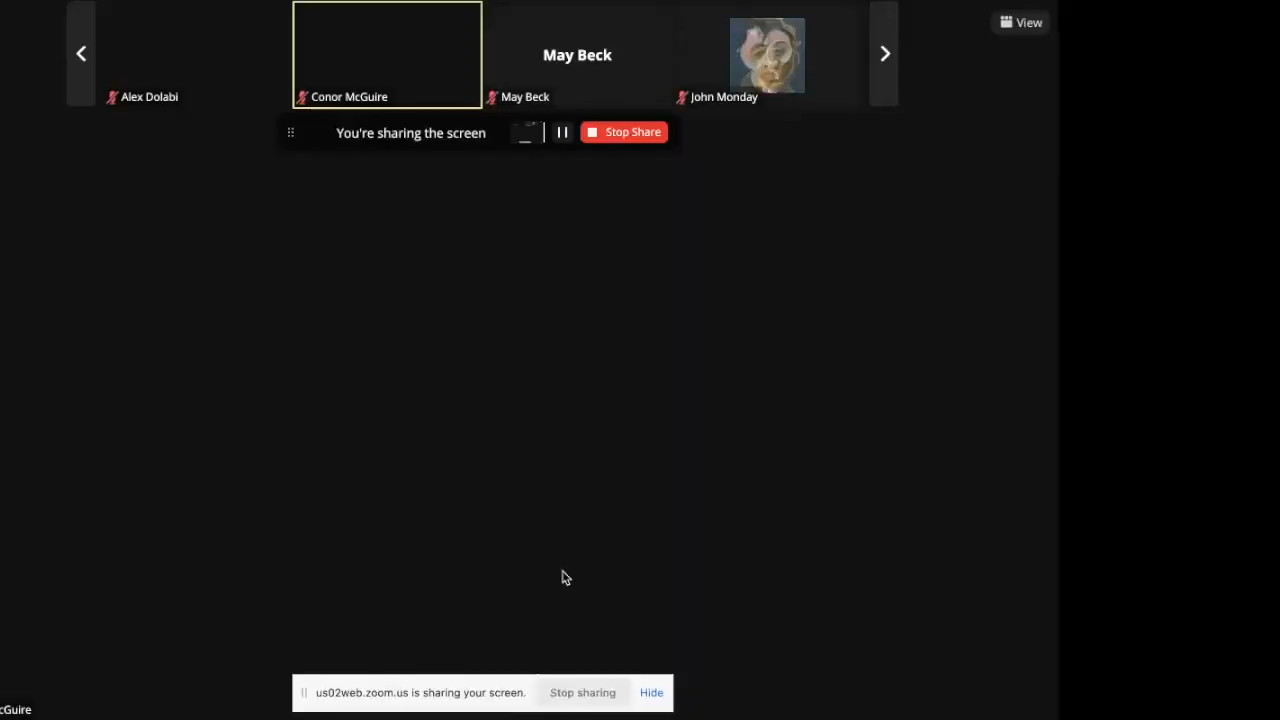 View
May Beck
Alex Dolabi
Conor McGuire
May Beck
John Monday
You're sharing the screen
Stop Share
us02web.zoom.us is sharing your screen.
Stop sharing
Hide
cGuire